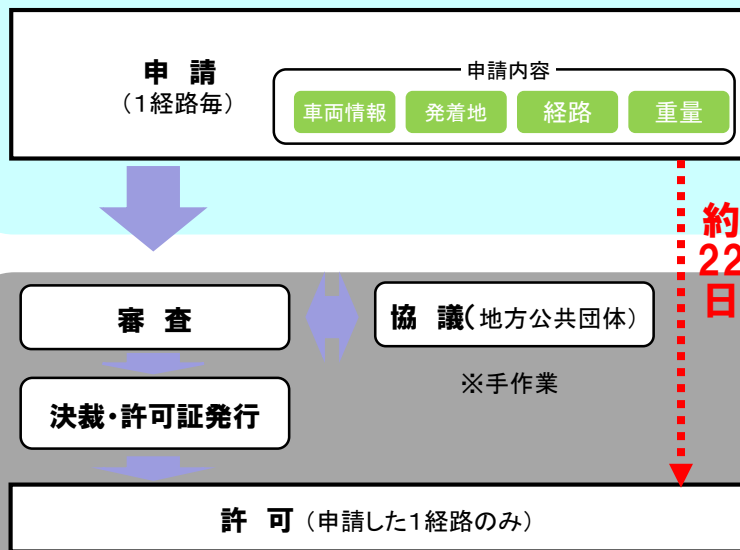 申請
(1経路毎)
申請内容
車両情報 発着地 経路 重量
約22日
審査
協議(地方公共団体)
※手作業
決裁・許可証発行
許可(申請した1経路のみ)